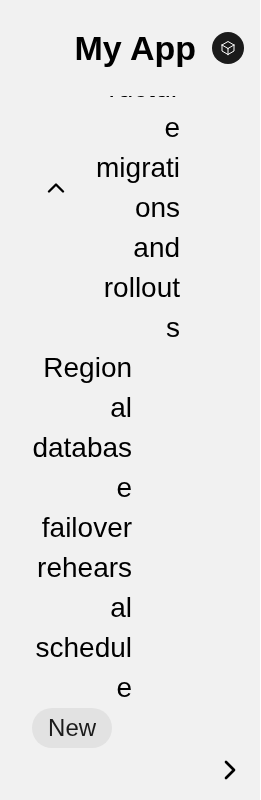 My App
e
migrati
ons
and
rollout
s
Region
al
databas
e
failover
rehears
al
schedul
e
New